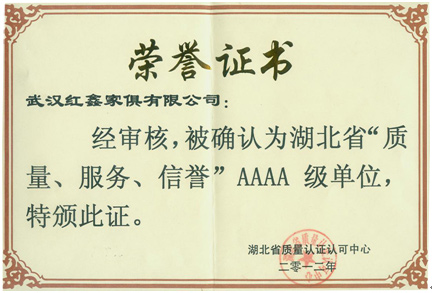 荣誉证书
武汉红鑫家俱有限公司：
经审核，被确认为湖北省“质
量、服务、信誉”AAAA 级单位，
特颁此证。
湖北省质量认证认可中心
二零一二年